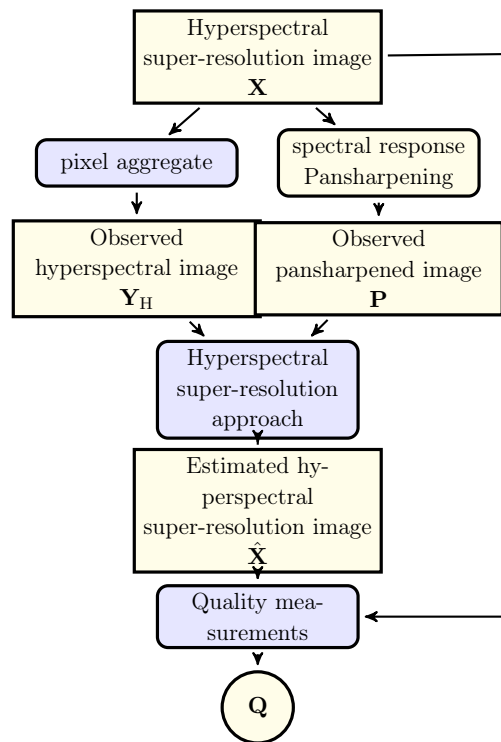 Hyperspectral
super-resolution image
X
pixel aggregate
spectral response
Pansharpening
Observed
hyperspectral image
Y_H
Observed
pansharpened image
P
Hyperspectral
super-resolution
approach
Estimated hy-
perspectral
super-resolution image
X̂
Quality mea-
surements
Q